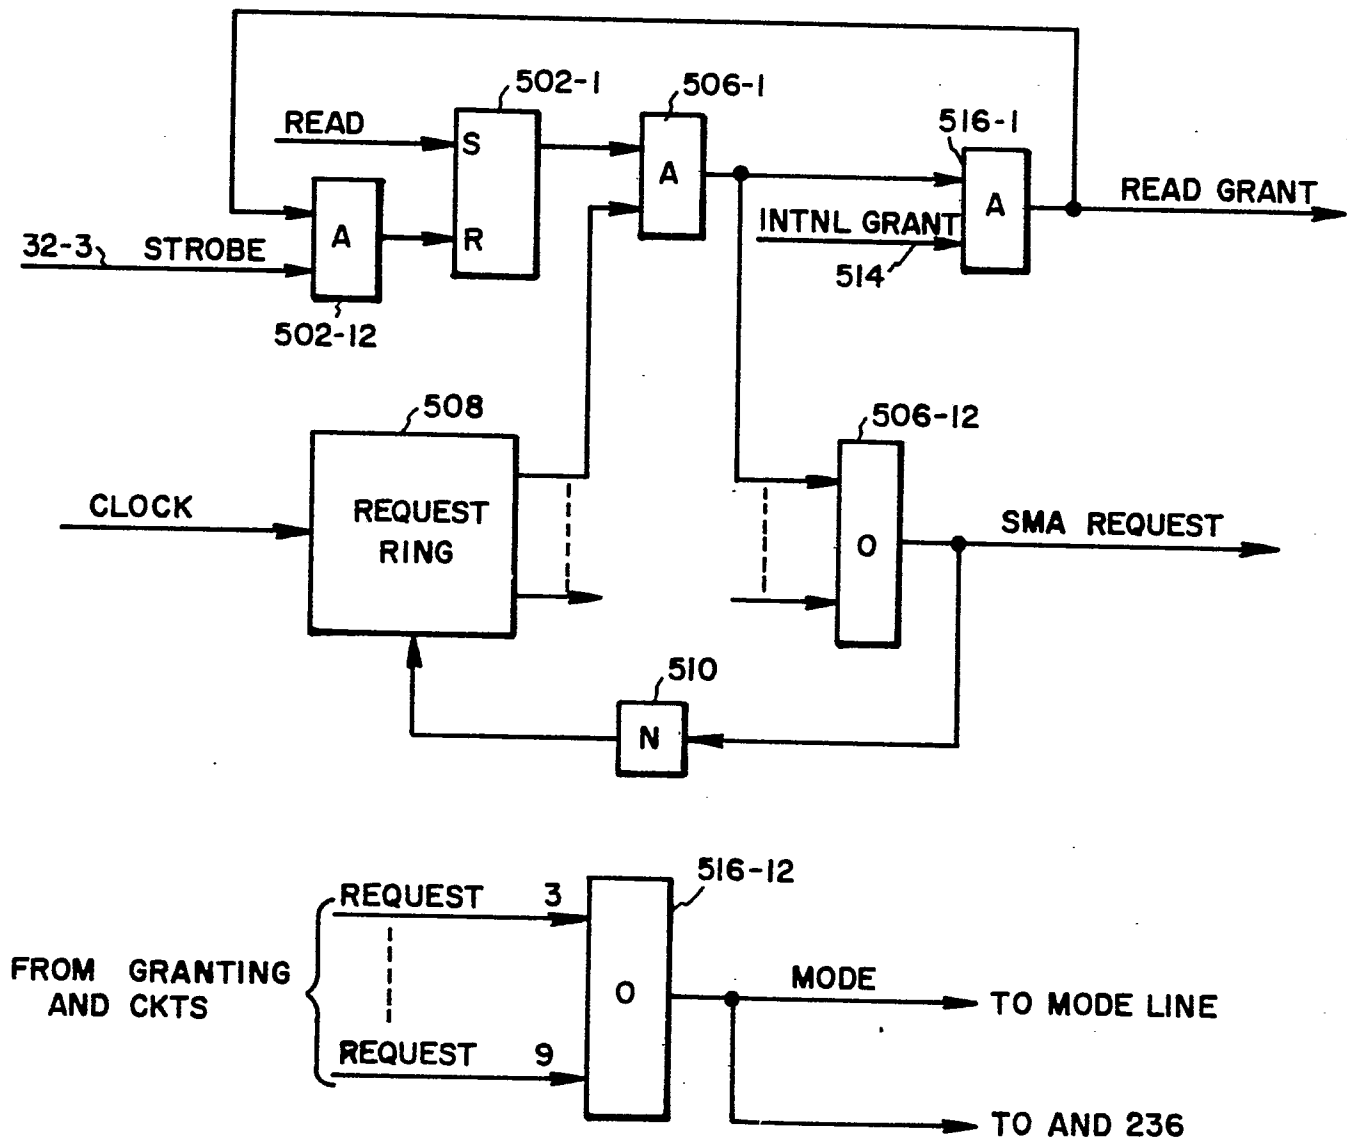 502-1
506-1
516-1
READ
S
A
A
READ GRANT
INTNL GRANT
514
32-3 STROBE
A
R
502-12
508
506-12
CLOCK
REQUEST
RING
O
SMA REQUEST
510
N
516-12
REQUEST 3
FROM GRANTING
AND CKTS
O
MODE
TO MODE LINE
REQUEST 9
TO AND 236